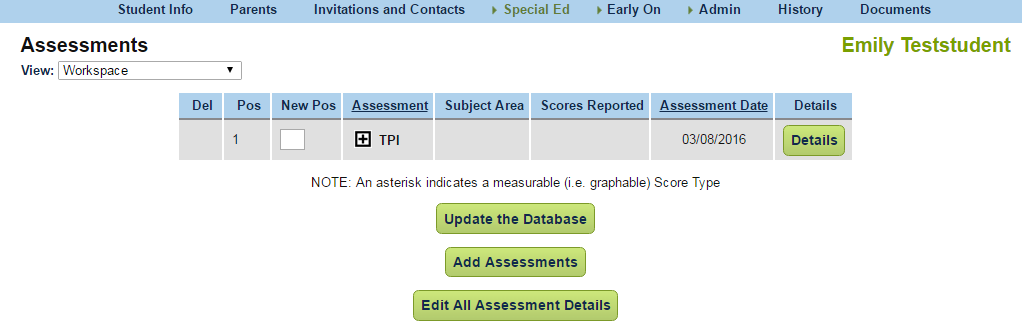 Student Info Parents Invitations and Contacts Special Ed Early On Admin History Documents
Assessments Emily Teststudent
View: Workspace
Del Pos New Pos Assessment Subject Area Scores Reported Assessment Date Details
1 TPI 03/08/2016 Details
NOTE: An asterisk indicates a measurable (i.e. graphable) Score Type
Update the Database
Add Assessments
Edit All Assessment Details